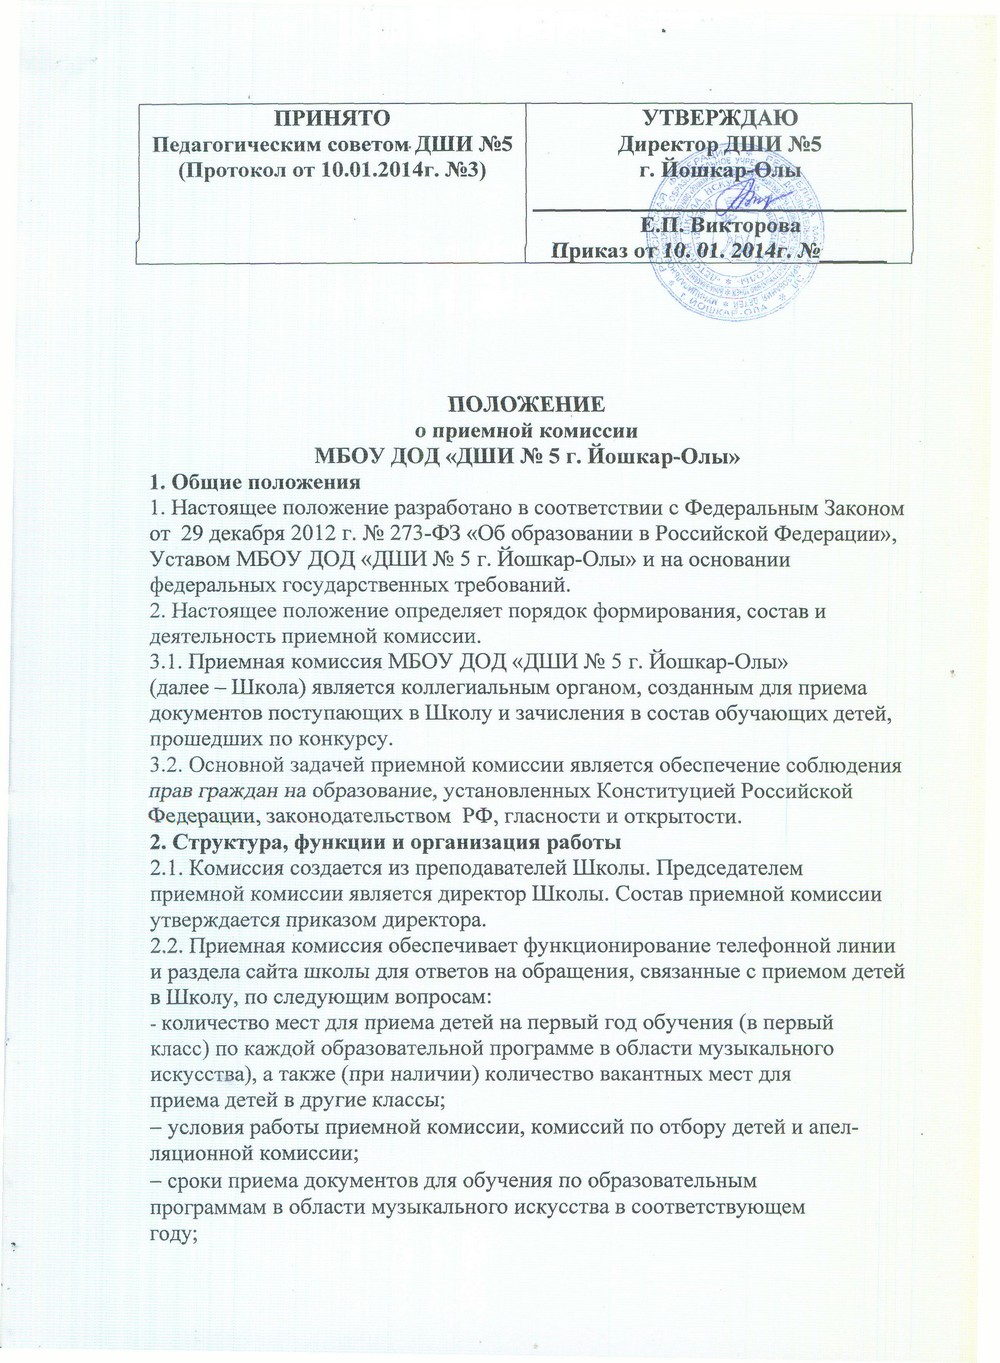 ПРИНЯТО
Педагогическим советом ДШИ №5
(Протокол от 10.01.2014г. №3)
УТВЕРЖДАЮ
Директор ДШИ №5
г. Йошкар-Олы
Е.П. Викторова
Приказ от 10. 01. 2014г. №______
ПОЛОЖЕНИЕ
о приемной комиссии
МБОУ ДОД «ДШИ № 5 г. Йошкар-Олы»
1. Общие положения
1. Настоящее положение разработано в соответствии с Федеральным Законом
от 29 декабря 2012 г. № 273-ФЗ «Об образовании в Российской Федерации»,
Уставом МБОУ ДОД «ДШИ № 5 г. Йошкар-Олы» и на основании
федеральных государственных требований.
2. Настоящее положение определяет порядок формирования, состав и
деятельность приемной комиссии.
3.1. Приемная комиссия МБОУ ДОД «ДШИ № 5 г. Йошкар-Олы»
(далее – Школа) является коллегиальным органом, созданным для приема
документов поступающих в Школу и зачисления в состав обучающих детей,
прошедших по конкурсу.
3.2. Основной задачей приемной комиссии является обеспечение соблюдения
прав граждан на образование, установленных Конституцией Российской
Федерации, законодательством РФ, гласности и открытости.
2. Структура, функции и организация работы
2.1. Комиссия создается из преподавателей Школы. Председателем
приемной комиссии является директор Школы. Состав приемной комиссии
утверждается приказом директора.
2.2. Приемная комиссия обеспечивает функционирование телефонной линии
и раздела сайта школы для ответов на обращения, связанные с приемом детей
в Школу, по следующим вопросам:
- количество мест для приема детей на первый год обучения (в первый
класс) по каждой образовательной программе в области музыкального
искусства), а также (при наличии) количество вакантных мест для
приема детей в другие классы;
– условия работы приемной комиссии, комиссий по отбору детей и апел-
ляционной комиссии;
– сроки приема документов для обучения по образовательным
программам в области музыкального искусства в соответствующем
году;